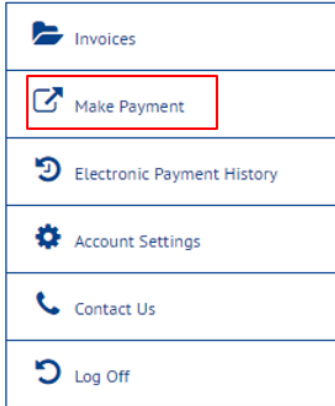 Invoices
Make Payment
Electronic Payment History
Account Settings
Contact Us
Log Off